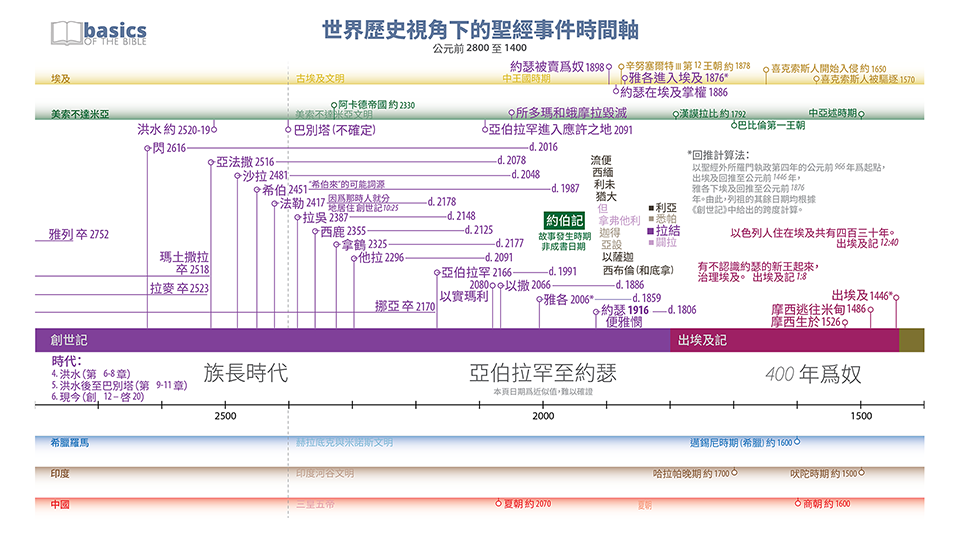 basics
OF THE BIBLE
世界歷史視角下的聖經事件時間軸
公元前 2800 至 1400
約瑟被賣爲奴 1898
辛努塞爾特 III 第 12 王朝 約 1878
喜克索斯人開始入侵 約 1650
埃及
古埃及文明
中王國時期
雅各進入埃及 1876*
喜克索斯人被驅逐 1570
約瑟在埃及掌權 1886
阿卡德帝國 約 2330
美索不達米亞
美索不達米亞文明
所多瑪和蛾摩拉毀滅
漢謨拉比 約 1792
中亞述時期
洪水 約 2520-19
巴別塔 (不確定)
亞伯拉罕進入應許之地 2091
巴比倫第一王朝
閃 2616
d. 2016
亞法撒 2516
d. 2078
沙拉 2481
d. 2048
希伯 2451
"希伯來"的可能詞源
d. 1987
法勒 2417
因爲那時人就分
地居住 創世記 10:25
d. 2178
拉吳 2387
d. 2148
西鹿 2355
d. 2125
拿鶴 2325
d. 2177
他拉 2296
d. 2091
亞伯拉罕 2166
d. 1991
2080
以撒 2066
d. 1886
以實瑪利
雅各 2006*
d. 1859
約瑟 1916
d. 1806
便雅憫
雅列 卒 2752
瑪土撒拉
卒 2518
拉麥 卒 2523
挪亞 卒 2170
約伯記
故事發生時期
非成書日期
流便
西緬
利未
猶大
但
拿弗他利
迦得
亞設
以薩迦
西布倫 (和底拿)
利亞
悉帕
拉結
闢拉
*回推計算法：
以聖經外所羅門執政第四年的公元前 966 年爲起點，
出埃及回推至公元前 1446 年，
雅各下埃及回推至公元前 1876
年。由此，列祖的其餘日期均根據
《創世記》中給出的跨度計算。
以色列人住在埃及共有四百三十年。
出埃及記 12:40
有不認識約瑟的新王起來，
治理埃及。 出埃及記 1:8
出埃及 1446*
摩西逃往米甸 1486
摩西生於 1526
創世記
出埃及記
時代：
4. 洪水 (第 6-8 章)
5. 洪水後至巴別塔 (第 9-11 章)
6. 現今 (創 12 – 啓 20)
族長時代
亞伯拉罕至約瑟
本頁日期爲近似值，難以確證
400 年爲奴
2500
2000
1500
希臘羅馬
赫拉底克與米諾斯文明
邁錫尼時期 (希臘) 約 1600
印度
印度河谷文明
哈拉帕晚期 約 1700
吠陀時期 約 1500
中國
三皇五帝
夏朝 約 2070
夏朝
商朝 約 1600